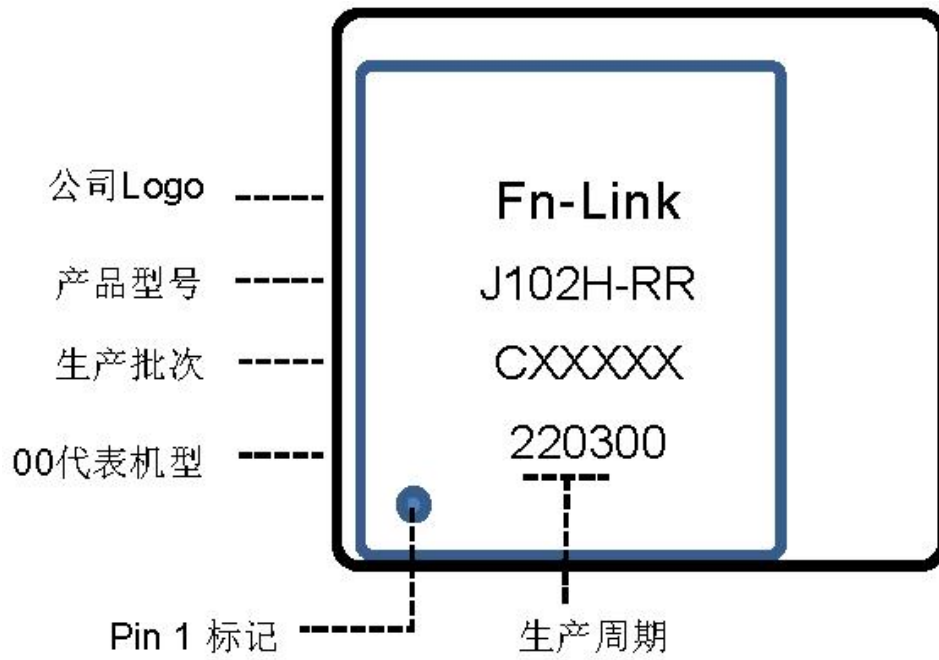 公司Logo
Fn-Link
产品型号
J102H-RR
生产批次
CXXXXX
00代表机型
220300
Pin 1 标记
生产周期